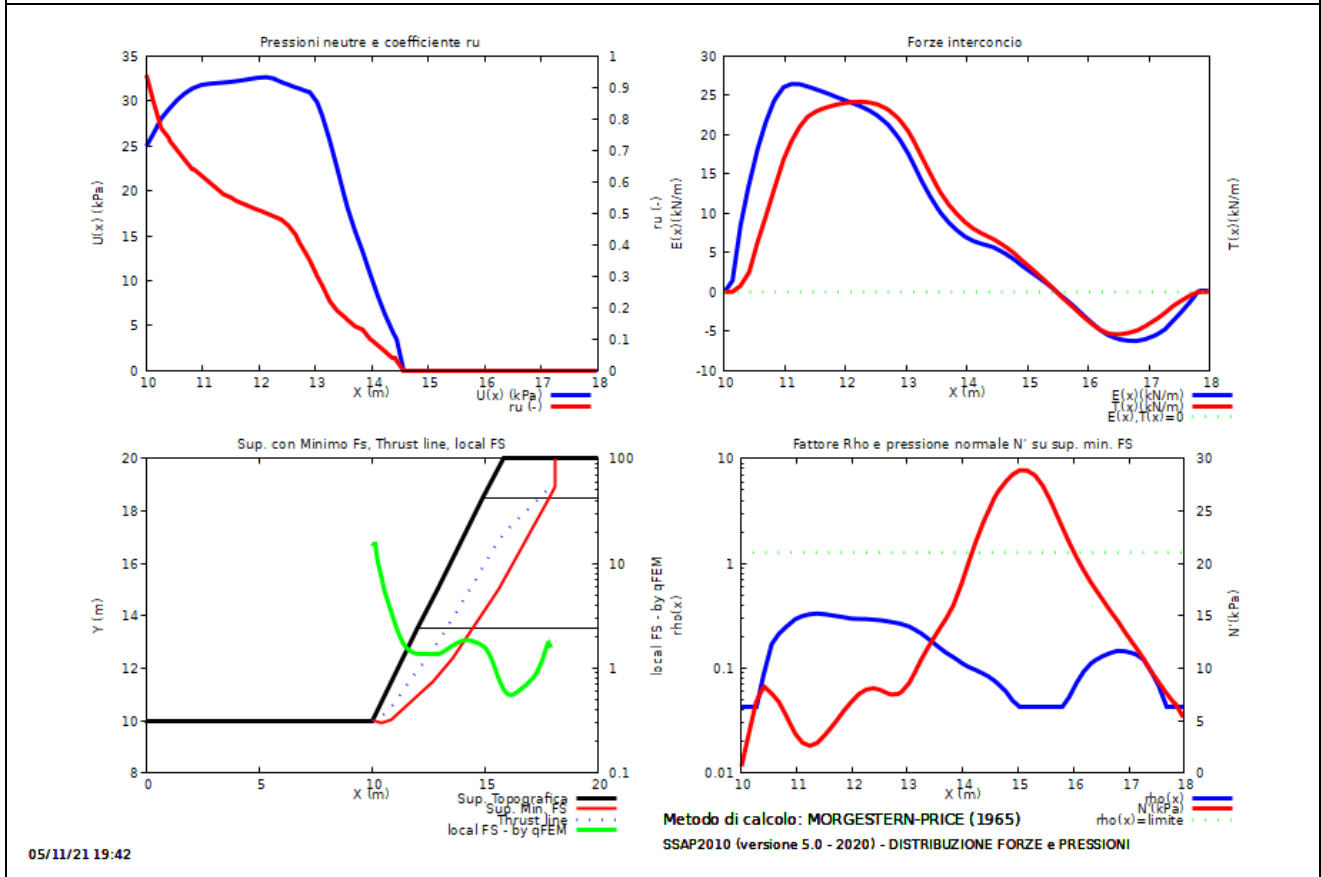 Pressioni neutre e coefficiente ru
35
30
25
20
15
10
5
0
U(x) (kPa)
1
0.9
0.8
0.7
0.6
0.5
0.4
0.3
0.2
0.1
0
ru (-)
10 11 12 13 14 15 16 17 18
X (m)
U(x) (kPa)
ru (-)
Forze interconcio
30
25
20
15
10
5
0
-5
-10
E(x)(kN/m)
T(x)(kN/m)
10 11 12 13 14 15 16 17 18
X (m)
E(x)(kN/m)
T(x)(kN/m)
E(x),T(x)=0
Sup. con Minimo Fs, Thrust line, local FS
20
18
16
14
12
10
8
Y (m)
100
10
1
0.1
local FS - by qFEM
0 5 10 15 20
X (m)
Sup. Topografica
Sup. Min. FS
Thrust line
local FS - by qFEM
Fattore Rho e pressione normale N' su sup. min. FS
10
1
0.1
0.01
rho(x)
30
25
20
15
10
5
0
N'(kPa)
10 11 12 13 14 15 16 17 18
X (m)
rho(x)
N'(kPa)
rho(x)=limite
Metodo di calcolo: MORGESTERN-PRICE (1965)
SSAP2010 (versione 5.0 - 2020) - DISTRIBUZIONE FORZE e PRESSIONI
05/11/21 19:42